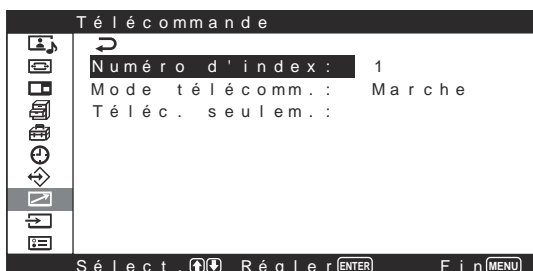 Télécommande
Numéro d'index: 1
Mode télécomm.: Marche
Téléc. seulem.:
Sélect. Régler ENTER Fin MENU